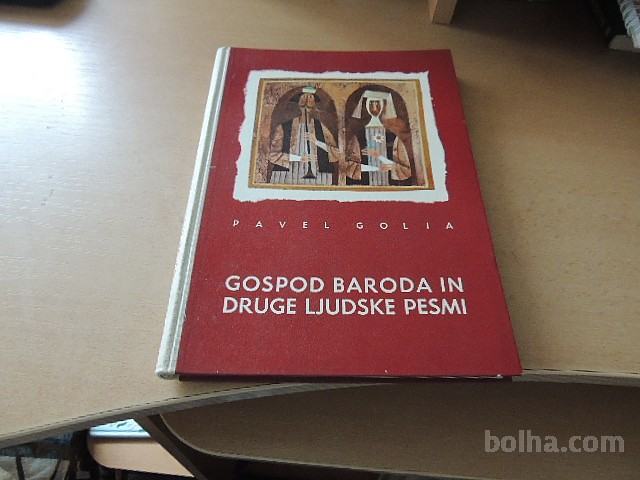 PAVEL GOLIA
GOSPOD BARODA IN
DRUGE LJUDSKE PESMI
bolha.com